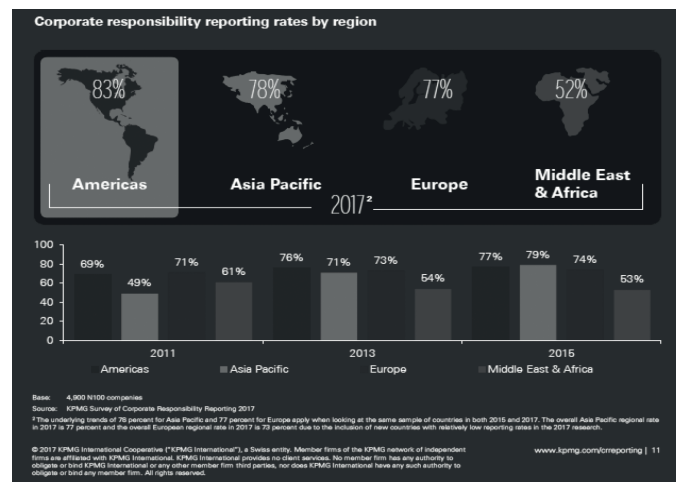 Corporate responsibility reporting rates by region
83%
78%
77%
52%
Americas
Asia Pacific
Europe
Middle East
& Africa
2017²
100
80
60
40
20
0
69%
49%
71%
61%
76%
71%
73%
54%
77%
79%
74%
53%
2011
2013
2015
Americas
Asia Pacific
Europe
Middle East & Africa
Base: 4,900 N100 companies
Source: KPMG Survey of Corporate Responsibility Reporting 2017
² The underlying trends of 78 percent for Asia Pacific and 77 percent for Europe apply when looking at the same sample of countries in both 2015 and 2017. The overall Asia Pacific regional rate
in 2017 is 77 percent and the overall European regional rate in 2017 is 73 percent due to the inclusion of new countries with relatively low reporting rates in the 2017 research.
© 2017 KPMG International Cooperative ("KPMG International"), a Swiss entity. Member firms of the KPMG network of independent
firms are affiliated with KPMG International. KPMG International provides no client services. No member firm has any authority to
obligate or bind KPMG International or any other member firm third parties, nor does KPMG International have any such authority to
obligate or bind any member firm. All rights reserved.
www.kpmg.com/crreporting | 11